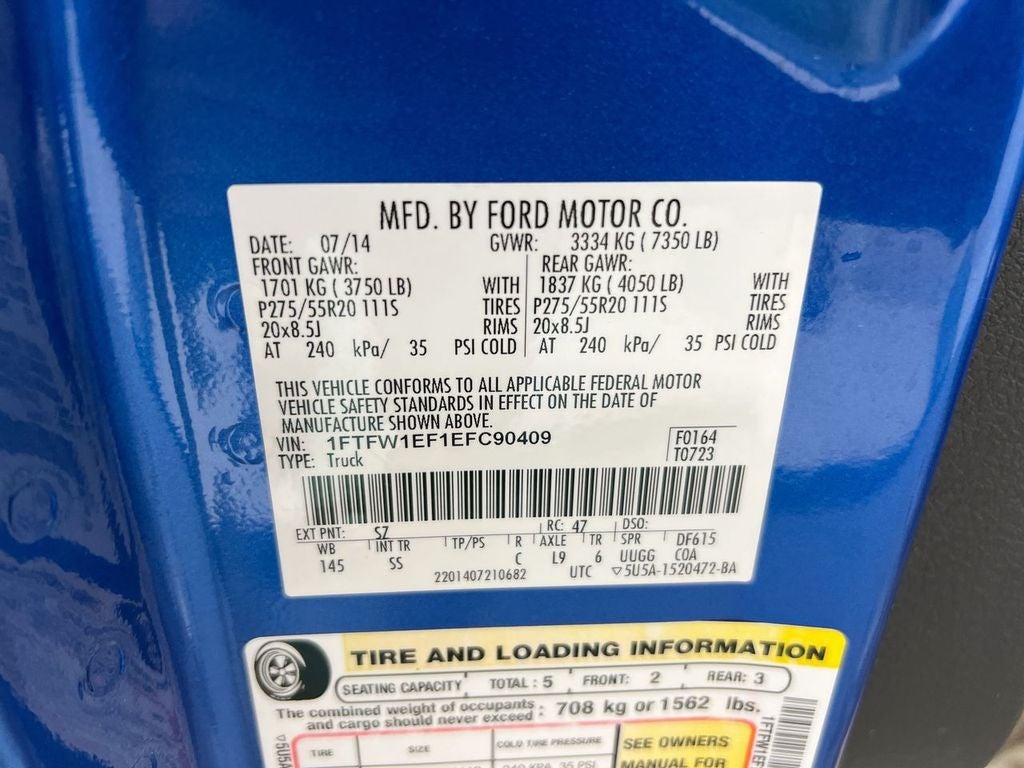 MFD. BY FORD MOTOR CO.
DATE: 07/14 GVWR: 3334 KG ( 7350 LB)
FRONT GAWR: REAR GAWR:
1701 KG ( 3750 LB) WITH 1837 KG ( 4050 LB) WITH
P275/55R20 111S TIRES P275/55R20 111S TIRES
20x8.5J RIMS 20x8.5J RIMS
AT 240 kPa/ 35 PSI COLD AT 240 kPa/ 35 PSI COLD
THIS VEHICLE CONFORMS TO ALL APPLICABLE FEDERAL MOTOR
VEHICLE SAFETY STANDARDS IN EFFECT ON THE DATE OF
MANUFACTURE SHOWN ABOVE.
VIN: 1FTFW1EF1EFC90409 F0164
TYPE: Truck T0723
EXT PNT: SZ RC: 47 DSO:
WB INT TR TP/PS R AXLE TR SPR DF615
145 SS C L9 6 UUGG COA
2201407210682 UTC ▽5U5A-1520472-BA
TIRE AND LOADING INFORMATION
SEATING CAPACITY TOTAL : 5 FRONT: 2 REAR: 3
The combined weight of occupants
and cargo should never exceed : 708 kg or 1562 lbs.
TIRE SIZE COLD TIRE PRESSURE SEE OWNERS
240 KPA, 35 PSI MANUAL FOR
▽5U5A
1FTFW1EF